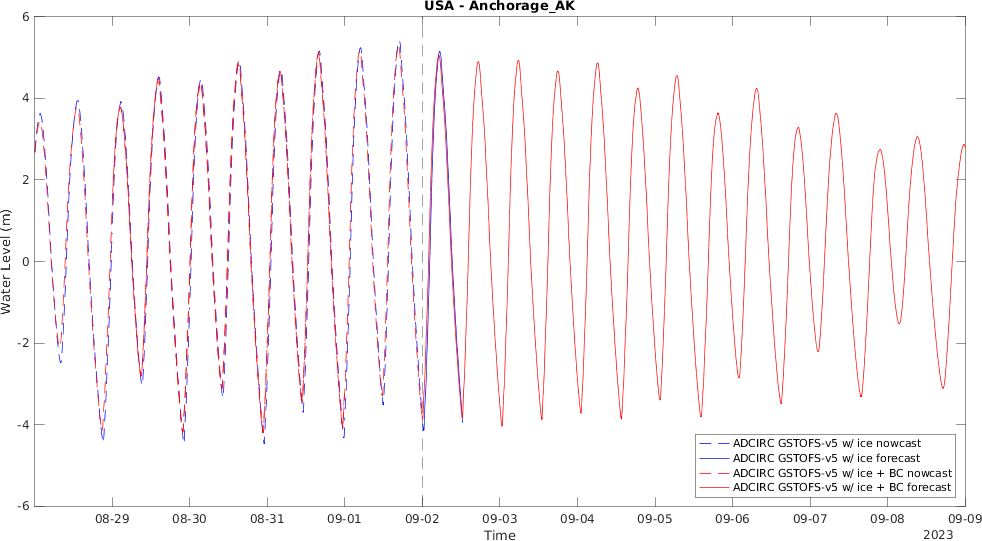 USA - Anchorage_AK
6
4
2
0
-2
-4
-6
Water Level (m)
ADCIRC GSTOFS-v5 w/ ice nowcast
ADCIRC GSTOFS-v5 w/ ice forecast
ADCIRC GSTOFS-v5 w/ ice + BC nowcast
ADCIRC GSTOFS-v5 w/ ice + BC forecast
08-29 08-30 08-31 09-01 09-02 09-03 09-04 09-05 09-06 09-07 09-08 09-09
Time
2023